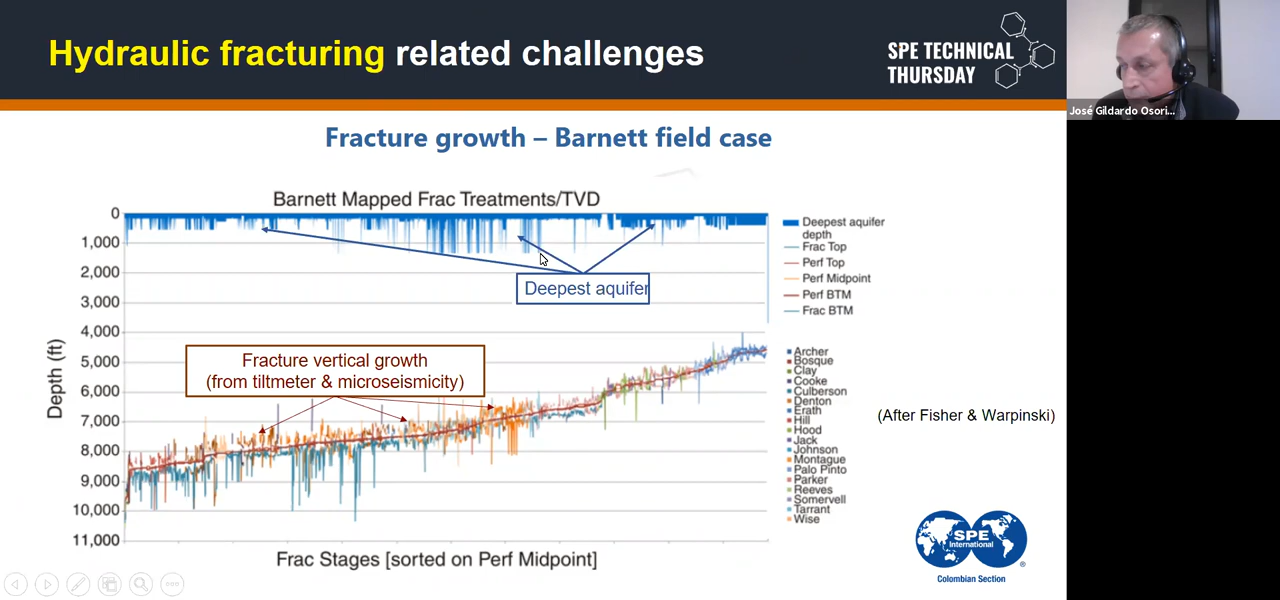 Hydraulic fracturing related challenges
SPE TECHNICAL
THURSDAY
José Gildardo Osori...
Fracture growth – Barnett field case
Barnett Mapped Frac Treatments/TVD
Depth (ft)
0
1,000
2,000
3,000
4,000
5,000
6,000
7,000
8,000
9,000
10,000
11,000
Deepest aquifer
Fracture vertical growth
(from tiltmeter & microseismicity)
Frac Stages [sorted on Perf Midpoint]
Deepest aquifer
depth
Frac Top
Perf Top
Perf Midpoint
Perf BTM
Frac BTM
Archer
Bosque
Clay
Cooke
Culberson
Denton
Erath
Hill
Hood
Jack
Johnson
Montague
Palo Pinto
Parker
Reeves
Somervell
Tarrant
Wise
(After Fisher & Warpinski)
SPE
International
®
Colombian Section